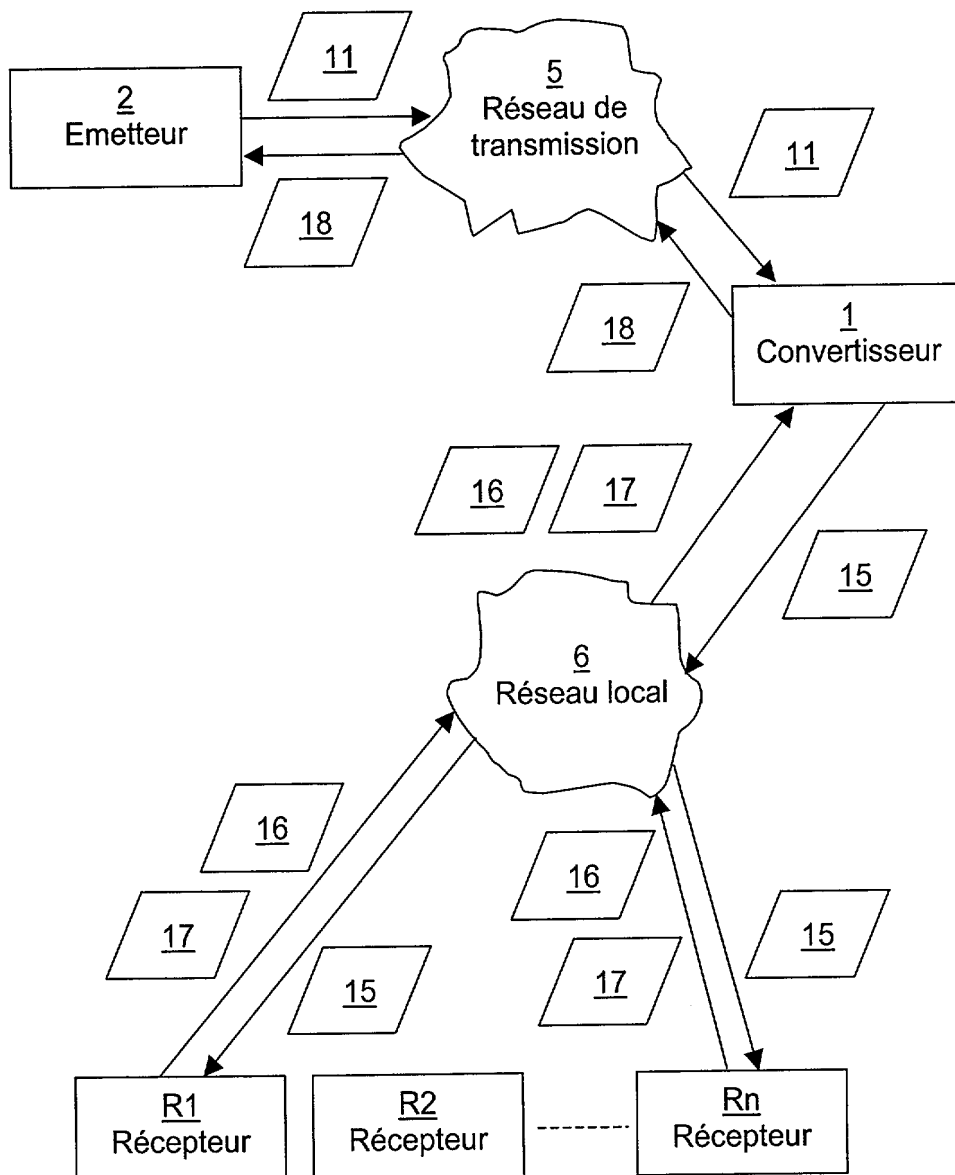 11
2
Emetteur
5
Réseau de
transmission
11
18
18
1
Convertisseur
16
17
15
6
Réseau local
16
16
17
15
17
15
R1
Récepteur
R2
Récepteur
Rn
Récepteur